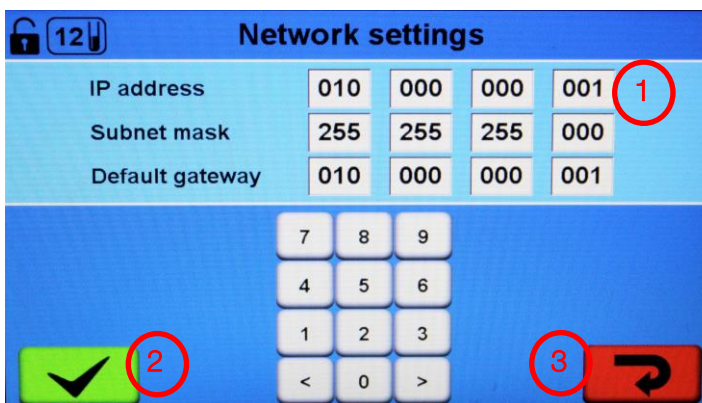 12 Network settings
IP address 010 000 000 001 1
Subnet mask 255 255 255 000
Default gateway 010 000 000 001
7 8 9
4 5 6
1 2 3
2 3
< 0 >